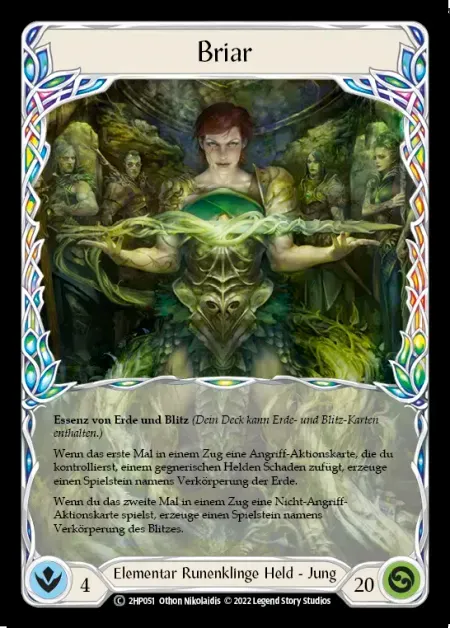 Briar
Essenz von Erde und Blitz (Dein Deck kann Erde- und Blitz-Karten
enthalten.)
Wenn das erste Mal in einem Zug eine Angriff-Aktionskarte, die du
kontrollierst, einem gegnerischen Helden Schaden zufügt, erzeuge
einen Spielstein namens Verkörperung der Erde.
Wenn du das zweite Mal in einem Zug eine Nicht-Angriff-
Aktionskarte spielst, erzeuge einen Spielstein namens
Verkörperung des Blitzes.
4
Elementar Runenklinge Held - Jung
20
C 2HP051 Othon Nikolaidis © 2022 Legend Story Studios